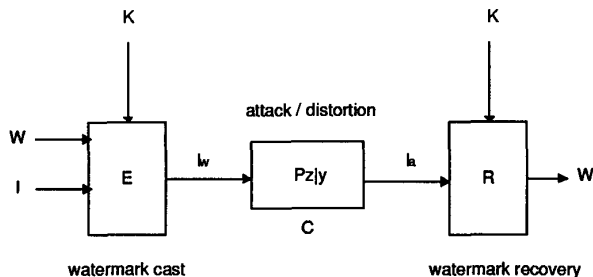 K
K
attack / distortion
W
I
E
Iw
Pz|y
Ia
R
W
C
watermark cast
watermark recovery